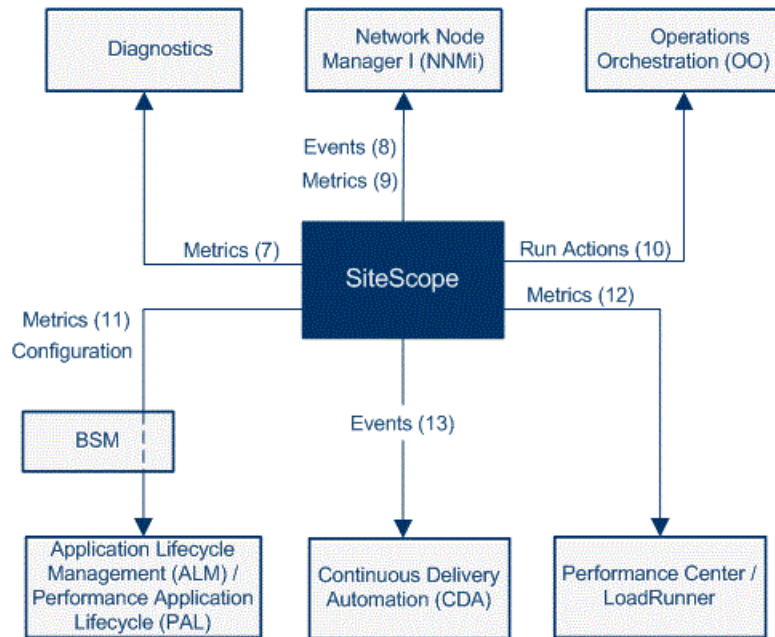 Diagnostics
Network Node
Manager I (NNMi)
Operations
Orchestration (OO)
Events (8)
Metrics (9)
Metrics (7)
SiteScope
Run Actions (10)
Metrics (11)
Configuration
Metrics (12)
BSM
Events (13)
Application Lifecycle
Management (ALM) /
Performance Application
Lifecycle (PAL)
Continuous Delivery
Automation (CDA)
Performance Center /
LoadRunner